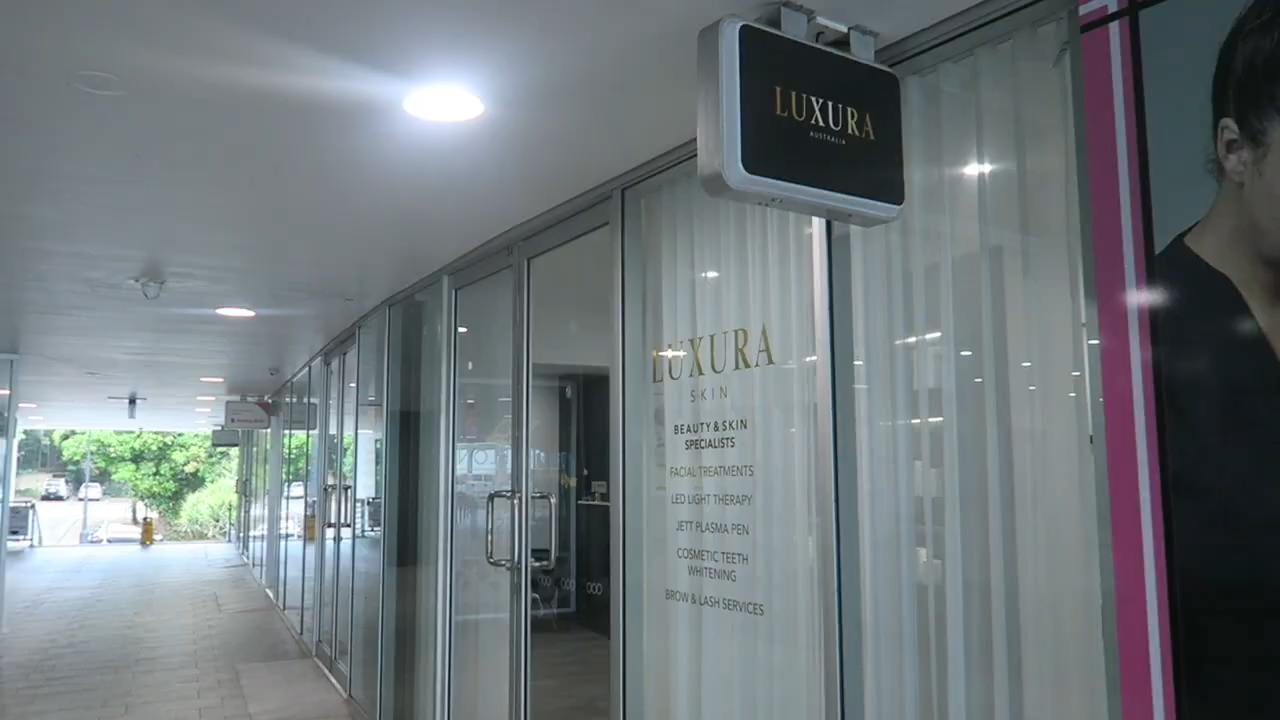 LUXURA
AUSTRALIA
LUXURA
SKIN
BEAUTY & SKIN
SPECIALISTS
FACIAL TREATMENTS
LED LIGHT THERAPY
JETT PLASMA PEN
COSMETIC TEETH
WHITENING
BROW & LASH SERVICES